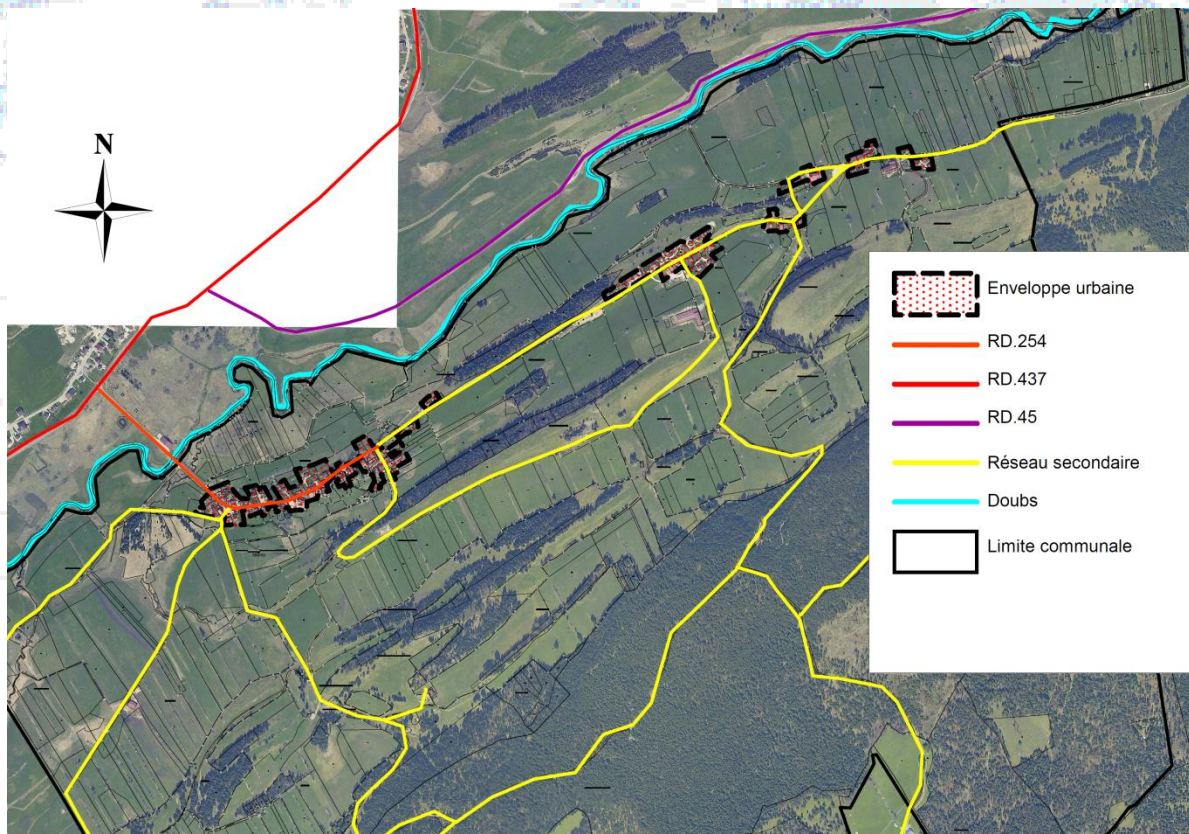 N
Enveloppe urbaine
RD.254
RD.437
RD.45
Réseau secondaire
Doubs
Limite communale